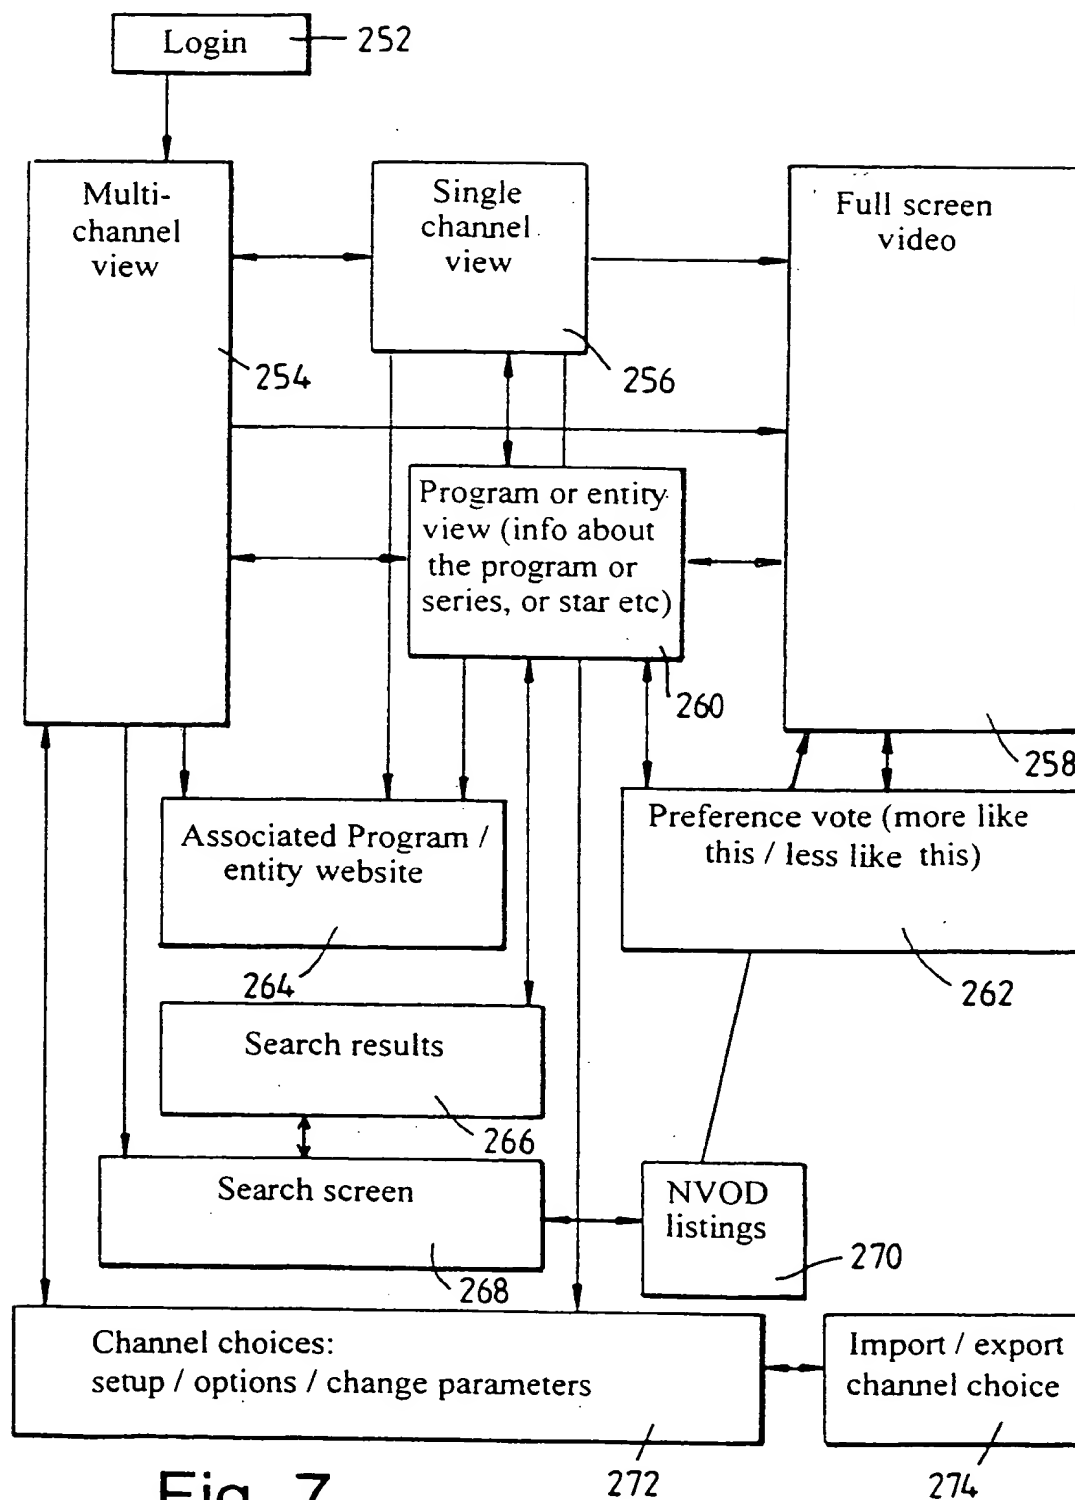 Login
252
Multi-
channel
view
254
Single
channel
view
256
Full screen
video
258
Program or entity
view (info about
the program or
series, or star etc)
260
Associated Program /
entity website
264
Preference vote (more like
this / less like this)
262
Search results
266
Search screen
268
NVOD
listings
270
Channel choices:
setup / options / change parameters
272
Import / export
channel choice
274
Fig. 7